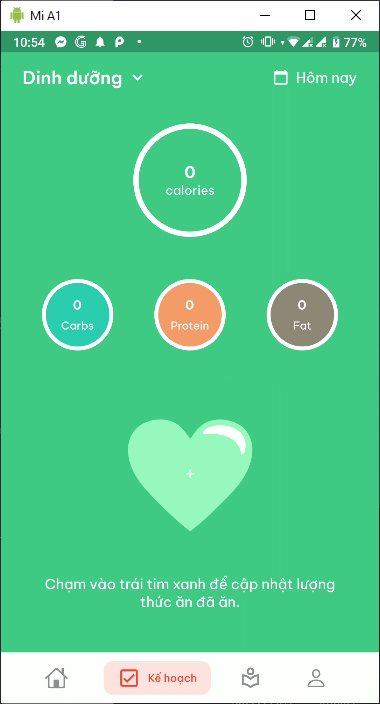 Mi A1
10:54
77%
Dinh dưỡng
Hôm nay
0
calories
0
Carbs
0
Protein
0
Fat
+
Chạm vào trái tim xanh để cập nhật lượng
thức ăn đã ăn.
Kế hoạch